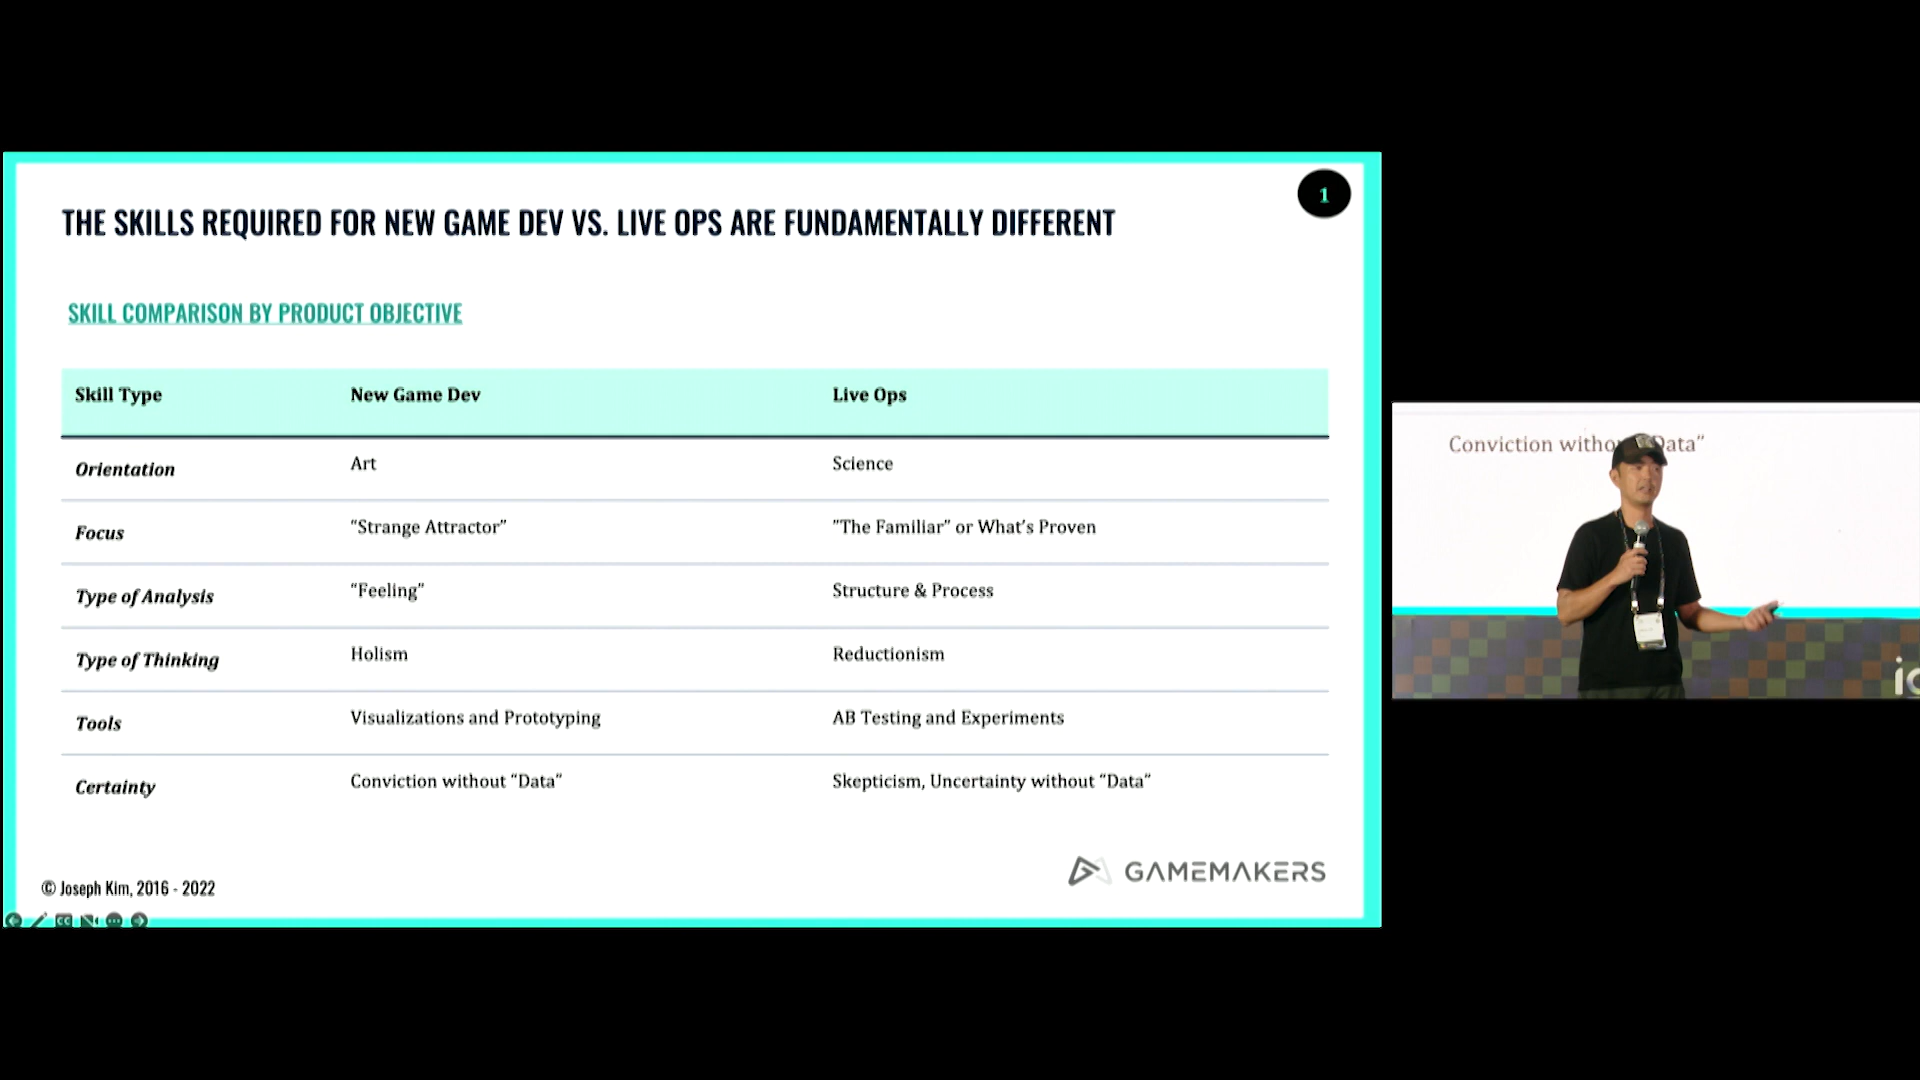 1
THE SKILLS REQUIRED FOR NEW GAME DEV VS. LIVE OPS ARE FUNDAMENTALLY DIFFERENT
SKILL COMPARISON BY PRODUCT OBJECTIVE
Skill Type New Game Dev Live Ops
Orientation Art Science
Focus “Strange Attractor” ”The Familiar” or What’s Proven
Type of Analysis “Feeling” Structure & Process
Type of Thinking Holism Reductionism
Tools Visualizations and Prototyping AB Testing and Experiments
Certainty Conviction without “Data” Skepticism, Uncertainty without “Data”
GAMEMAKERS
© Joseph Kim, 2016 - 2022
CC
Conviction Data”